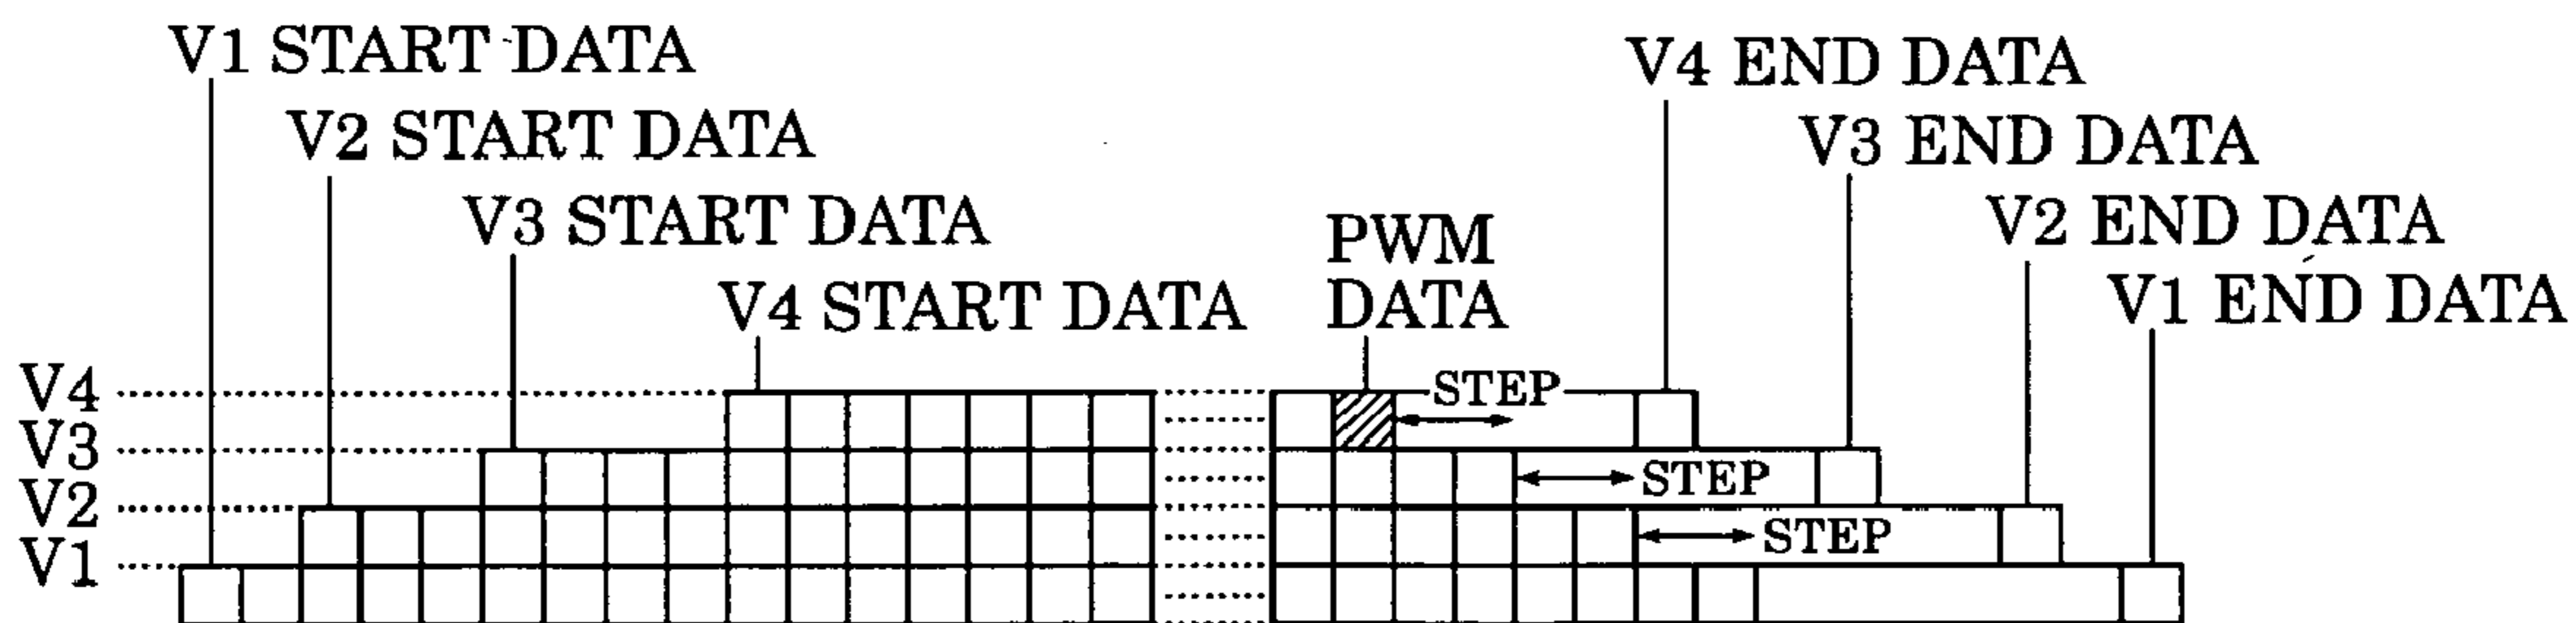 V1 START DATA
V2 START DATA
V3 START DATA
V4 START DATA
PWM
DATA
V4 END DATA
V3 END DATA
V2 END DATA
V1 END DATA
V4
V3
V2
V1
STEP
STEP
STEP